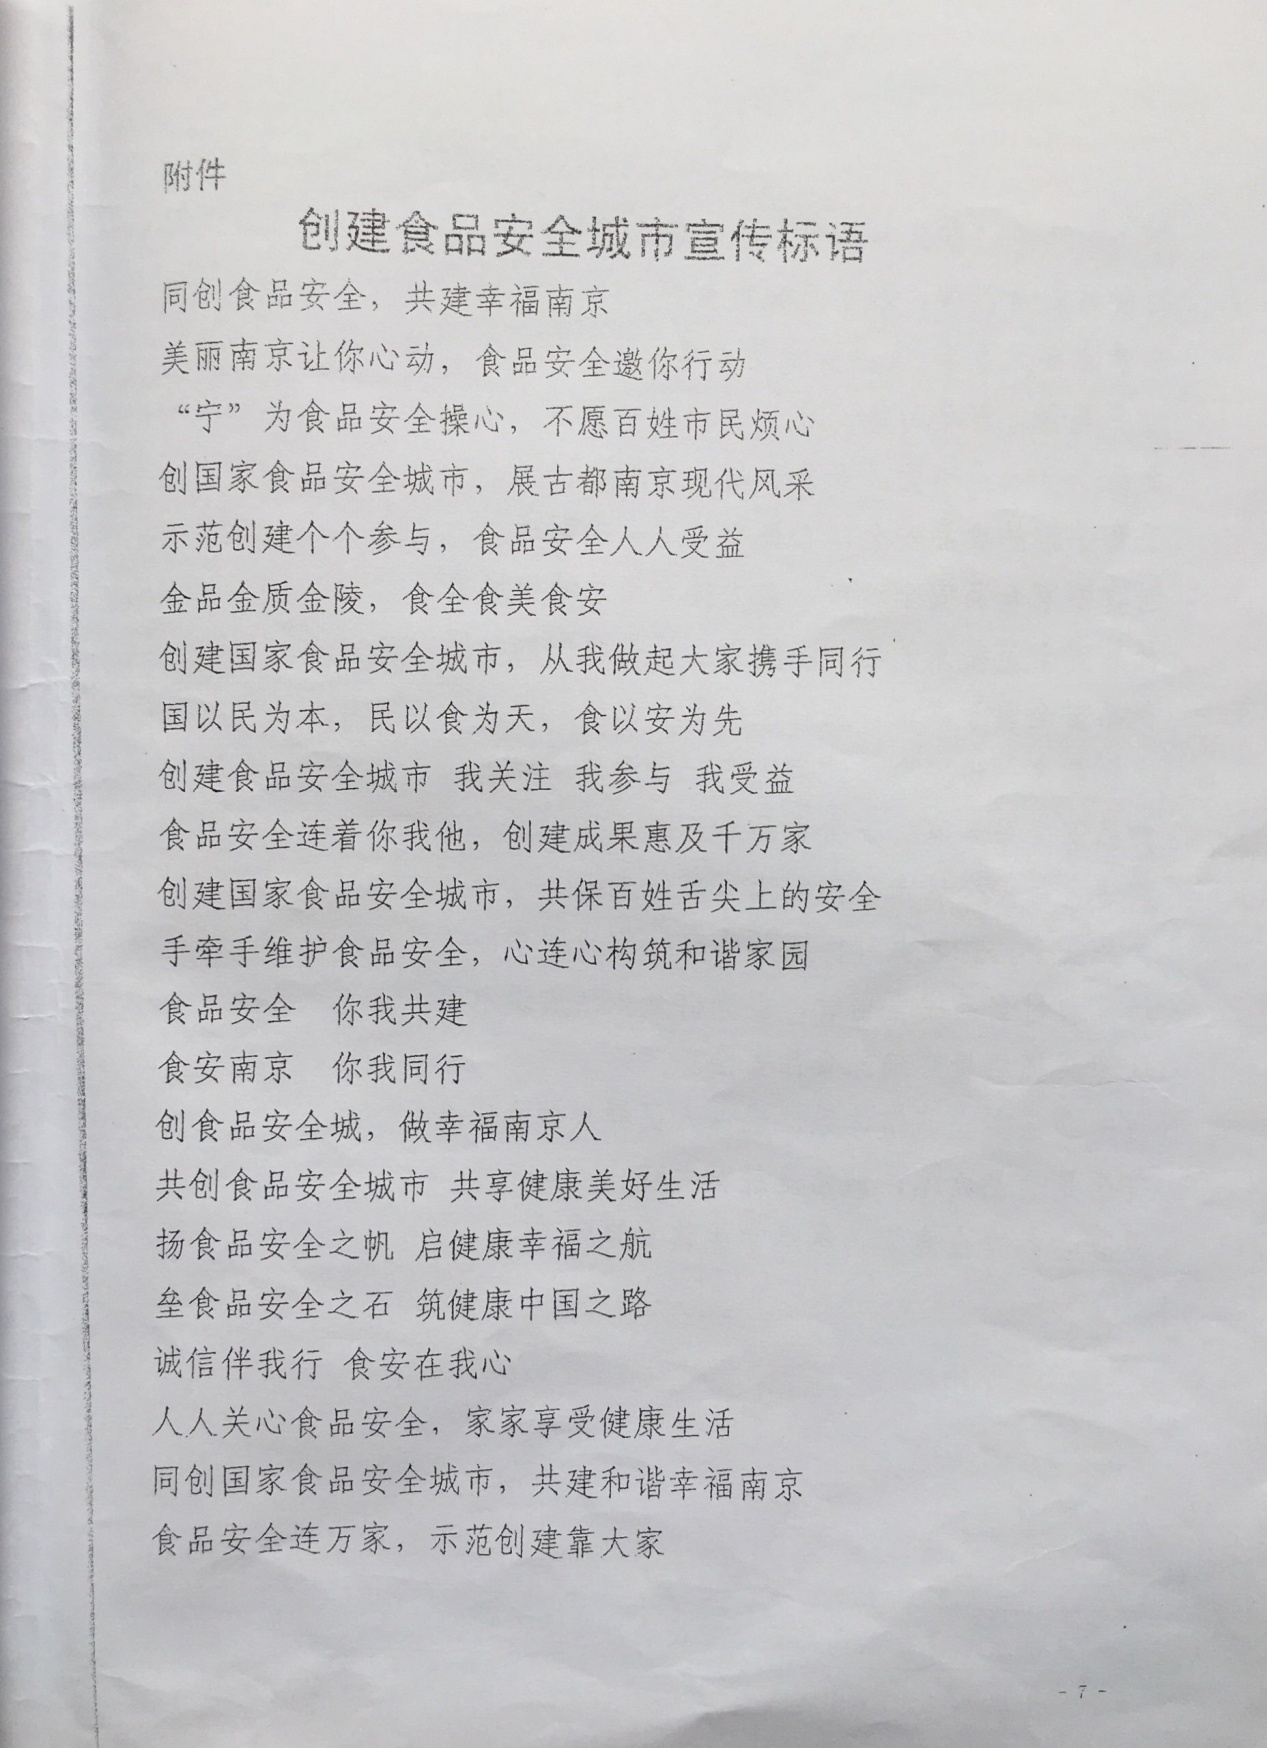 附件
创建食品安全城市宣传标语
同创食品安全，共建幸福南京
美丽南京让你心动，食品安全邀你行动
“宁”为食品安全操心，不愿百姓市民烦心
创国家食品安全城市，展古都南京现代风采
示范创建个个参与，食品安全人人受益
金品金质金陵，食全食美食安
创建国家食品安全城市，从我做起大家携手同行
国以民为本，民以食为天，食以安为先
创建食品安全城市 我关注 我参与 我受益
食品安全连着你我他，创建成果惠及千万家
创建国家食品安全城市，共保百姓舌尖上的安全
手牵手维护食品安全，心连心构筑和谐家园
食品安全　你我共建
食安南京　你我同行
创食品安全城，做幸福南京人
共创食品安全城市 共享健康美好生活
扬食品安全之帆 启健康幸福之航
垒食品安全之石 筑健康中国之路
诚信伴我行 食安在我心
人人关心食品安全，家家享受健康生活
同创国家食品安全城市，共建和谐幸福南京
食品安全连万家，示范创建靠大家
- 7 -